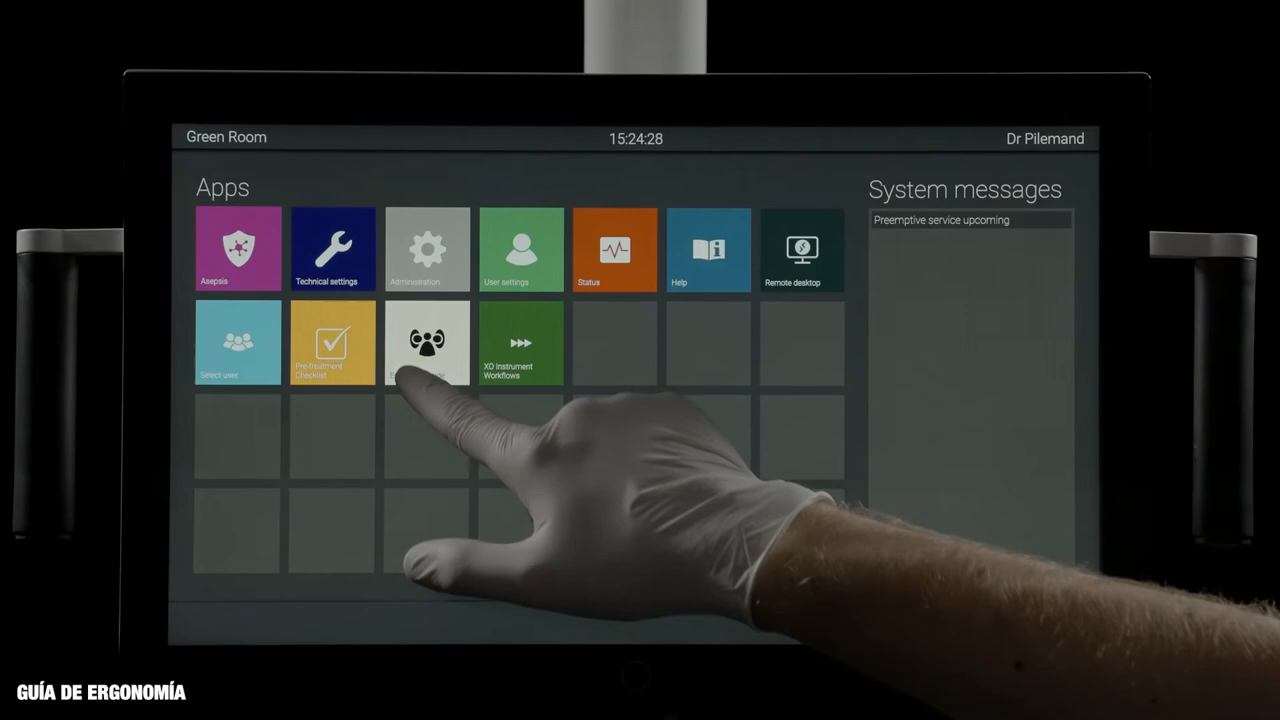 Green Room
15:24:28
Dr Pilemand
Apps
System messages
Preemptive service upcoming
Asepsis
Technical settings
Administration
User settings
Status
Help
Remote desktop
Select user
Pre-treatment
Checklist
XO Instrument
Workflows
GUÍA DE ERGONOMÍA